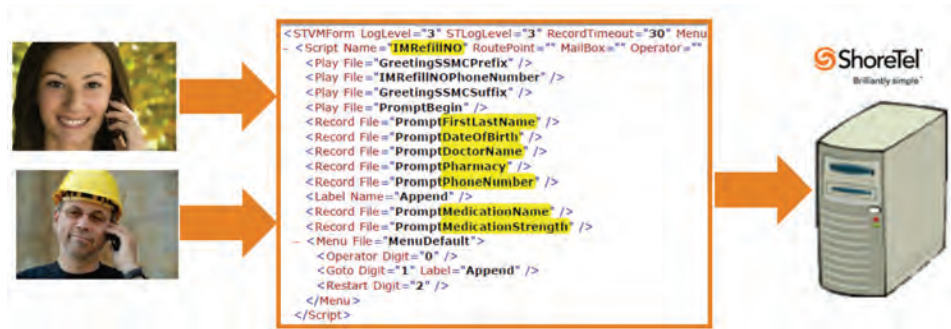 <STVMForm LogLevel="3" STLogLevel="3" RecordTimeout="30" Menu
- <Script Name="IMRefillNO" RoutePoint="" MailBox="" Operator=""
<Play File="GreetingSSMCPrefix" />
<Play File="IMRefillNOPhoneNumber" />
<Play File="GreetingSSMCSuffix" />
<Play File="PromptBegin" />
<Record File="PromptFirstLastName" />
<Record File="PromptDateOfBirth" />
<Record File="PromptDoctorName" />
<Record File="PromptPharmacy" />
<Record File="PromptPhoneNumber" />
<Label Name="Append" />
<Record File="PromptMedicationName" />
<Record File="PromptMedicationStrength" />
- <Menu File="MenuDefault">
<Operator Digit="0" />
<Goto Digit="1" Label="Append" />
<Restart Digit="2" />
</Menu>
</Script>
ShoreTel
Brilliantly simple